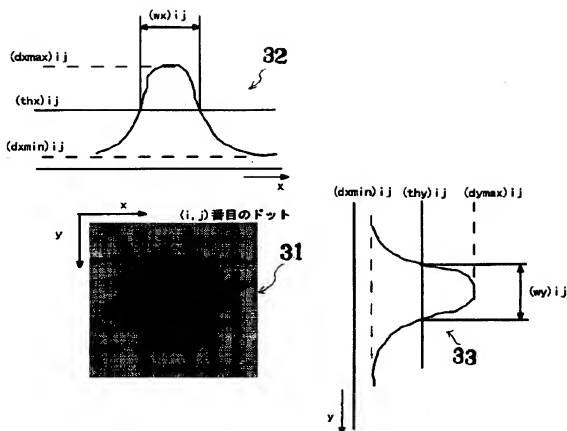 (wx)ij
(dxmax)ij
32
(thx)ij
(dxmin)ij
x
x
(i,j)番目のドット
y
31
(dxmin)ij (thy)ij (dymax)ij
(wy)ij
33
y